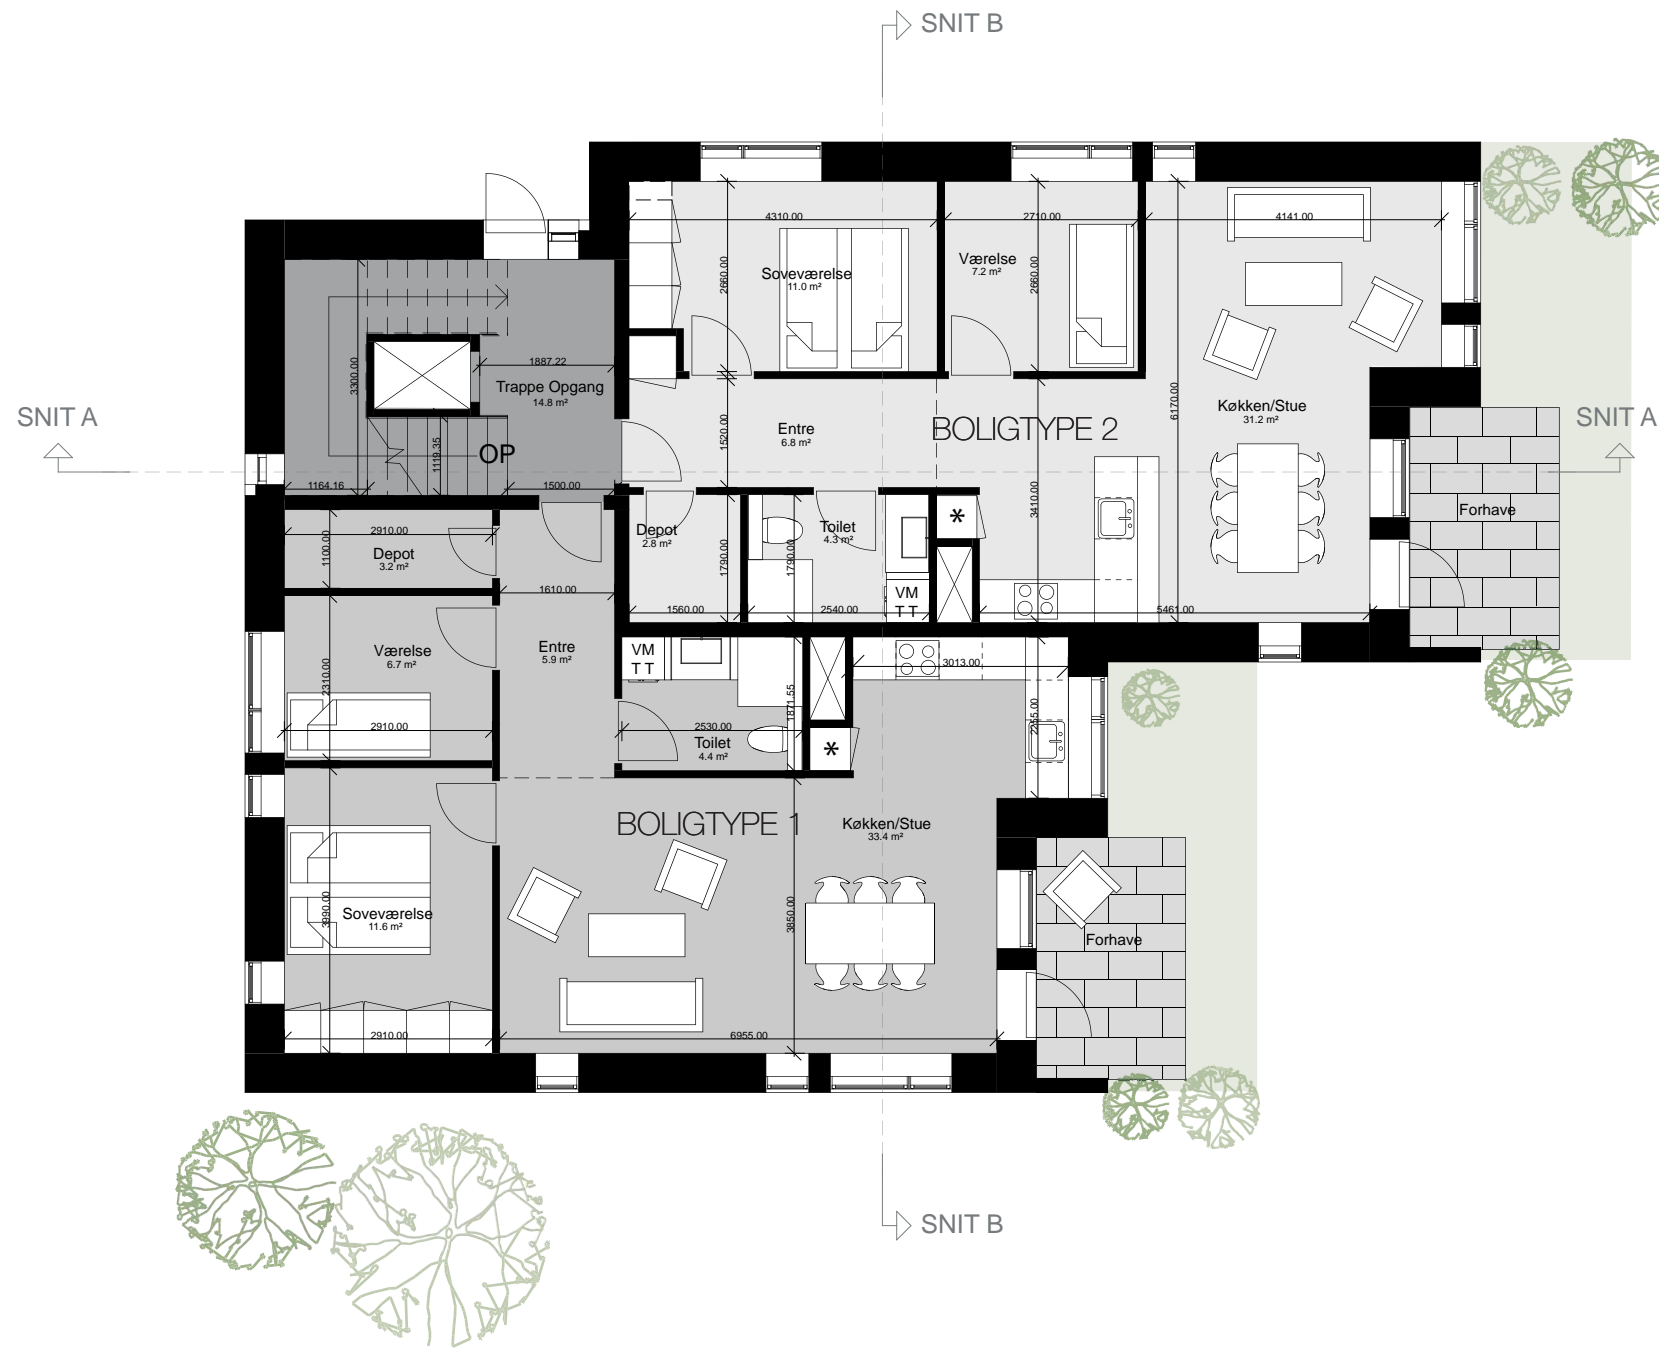 SNIT B
4310.00
2710.00
4141.00
2660.00
Soveværelse
11.0 m²
Værelse
7.2 m²
2660.00
3300.00
1887.22
Trappe Opgang
14.8 m²
SNIT A
Entre
6.8 m²
1520.00
BOLIGTYPE 2
6170.00
Køkken/Stue
31.2 m²
SNIT A
OP
1119.35
1164.16
1500.00
3410.00
*
Forhave
2910.00
Depot
3.2 m²
1100.00
Depot
2.8 m²
1790.00
Toilet
4.3 m²
1790.00
VM
T T
1610.00
1560.00
2540.00
5461.00
Værelse
6.7 m²
2310.00
Entre
5.9 m²
VM
T T
1871.55
3013.00
2910.00
2530.00
Toilet
4.4 m²
*
2255.00
BOLIGTYPE 1
Køkken/Stue
33.4 m²
Soveværelse
11.6 m²
3990.00
3850.00
Forhave
2910.00
6955.00
SNIT B